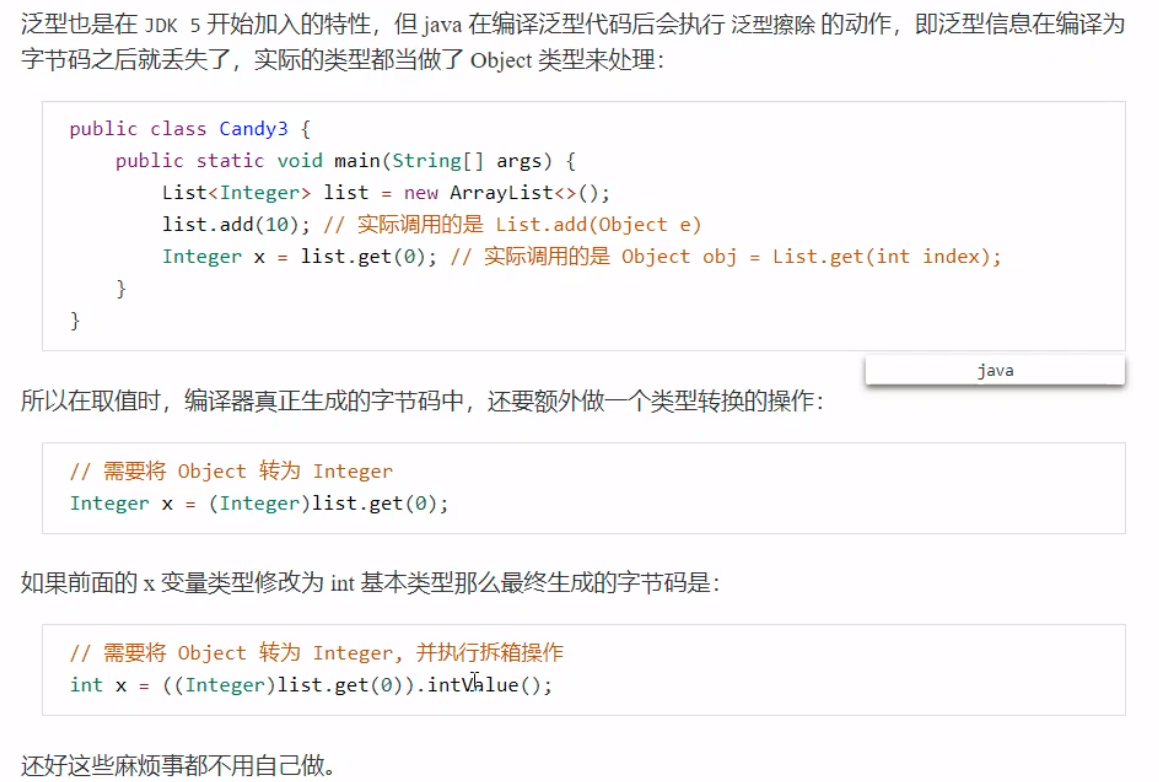 泛型也是在 JDK 5 开始加入的特性，但 java 在编译泛型代码后会执行 泛型擦除 的动作，即泛型信息在编译为
字节码之后就丢失了，实际的类型都当做了 Object 类型来处理：
public class Candy3 {
    public static void main(String[] args) {
        List<Integer> list = new ArrayList<>();
        list.add(10); // 实际调用的是 List.add(Object e)
        Integer x = list.get(0); // 实际调用的是 Object obj = List.get(int index);
    }
}
java
所以在取值时，编译器真正生成的字节码中，还要额外做一个类型转换的操作：
// 需要将 Object 转为 Integer
Integer x = (Integer)list.get(0);
如果前面的 x 变量类型修改为 int 基本类型那么最终生成的字节码是：
// 需要将 Object 转为 Integer, 并执行拆箱操作
int x = ((Integer)list.get(0)).intValue();
还好这些麻烦事都不用自己做。